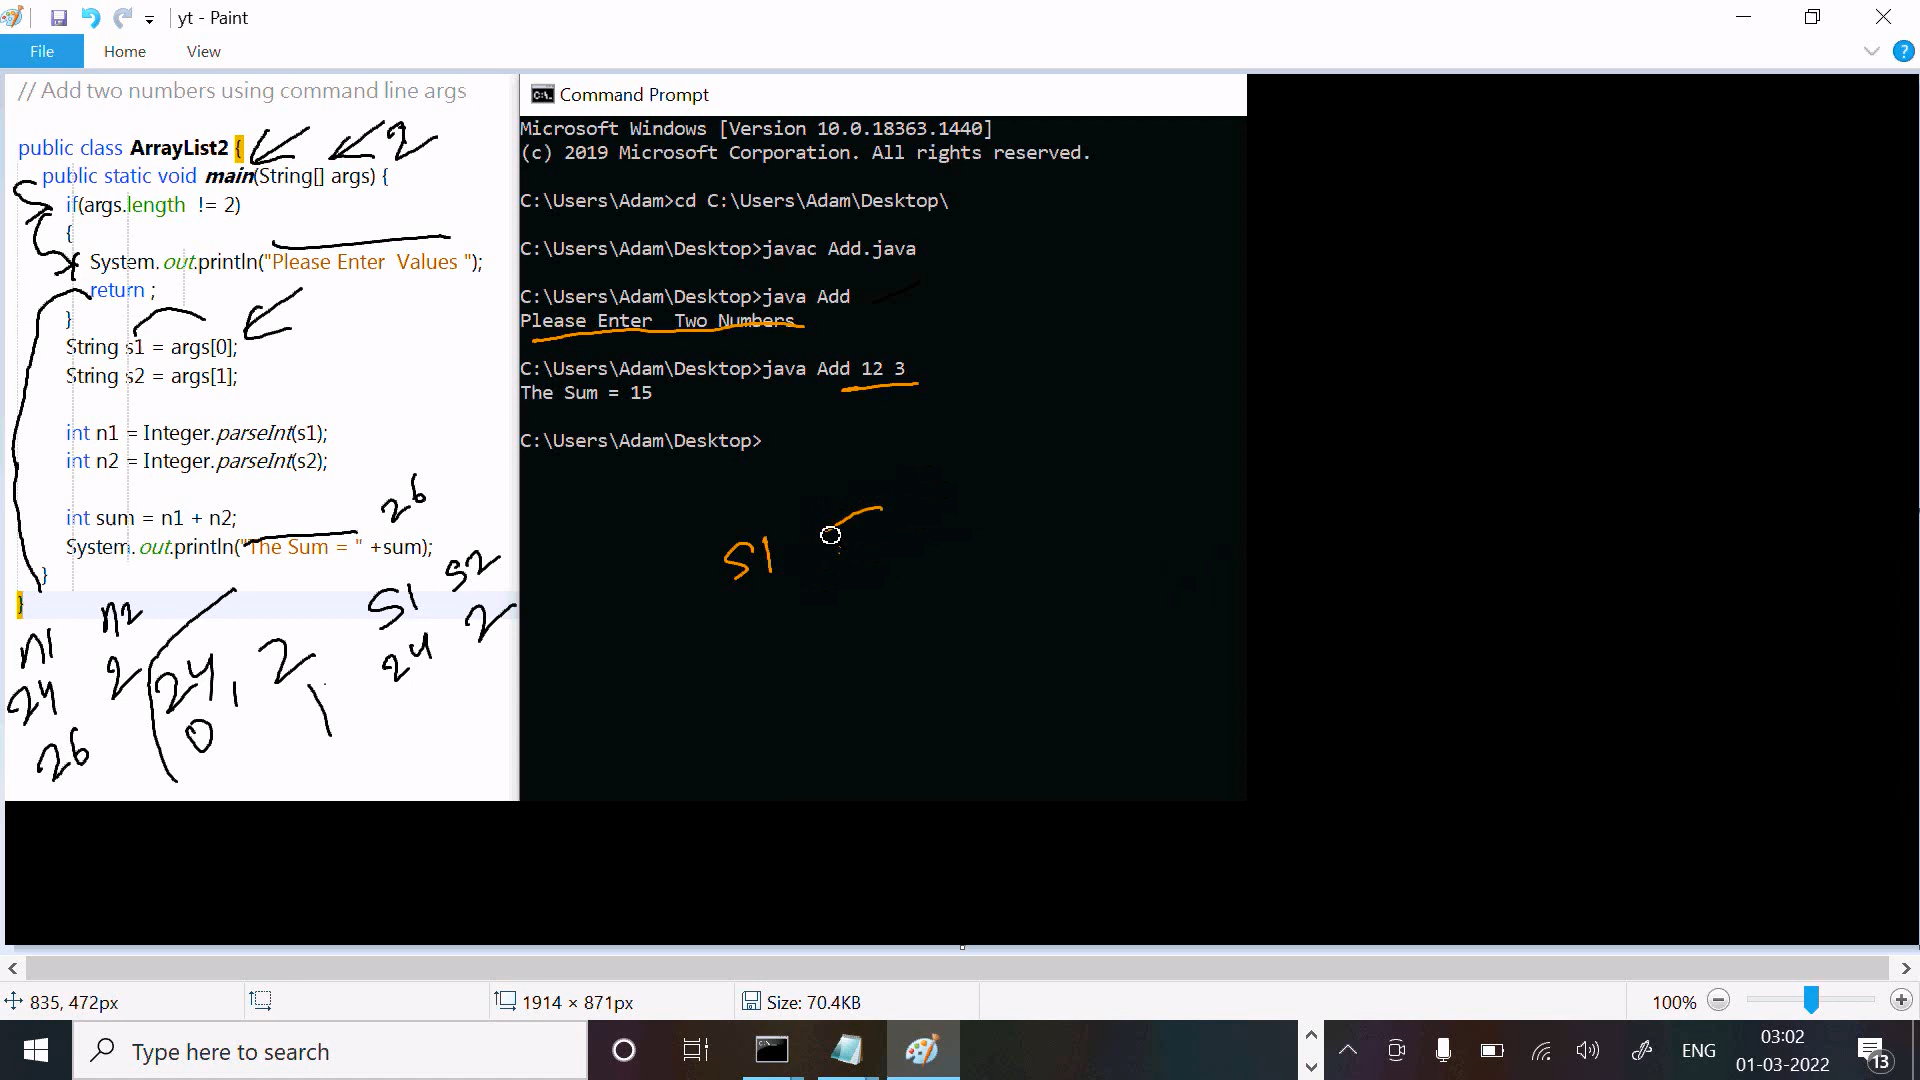 yt - Paint
File Home View
// Add two numbers using command line args
public class ArrayList2 {
2
public static void main(String[] args) {
if(args.length != 2)
{
System.out.println("Please Enter  Values ");
return ;
}
String s1 = args[0];
String s2 = args[1];
int n1 = Integer.parseInt(s1);
int n2 = Integer.parseInt(s2);
26
int sum = n1 + n2;
System.out.println("The Sum = " +sum);
}
}
S1 S2
24 2
n1 n2
24 2
26
24, 2
0 1
Command Prompt
Microsoft Windows [Version 10.0.18363.1440]
(c) 2019 Microsoft Corporation. All rights reserved.
C:\Users\Adam>cd C:\Users\Adam\Desktop\
C:\Users\Adam\Desktop>javac Add.java
C:\Users\Adam\Desktop>java Add
Please Enter  Two Numbers
C:\Users\Adam\Desktop>java Add 12 3
The Sum = 15
C:\Users\Adam\Desktop>
S1
835, 472px 1914 × 871px Size: 70.4KB 100%
Type here to search
ENG
03:02
01-03-2022
13